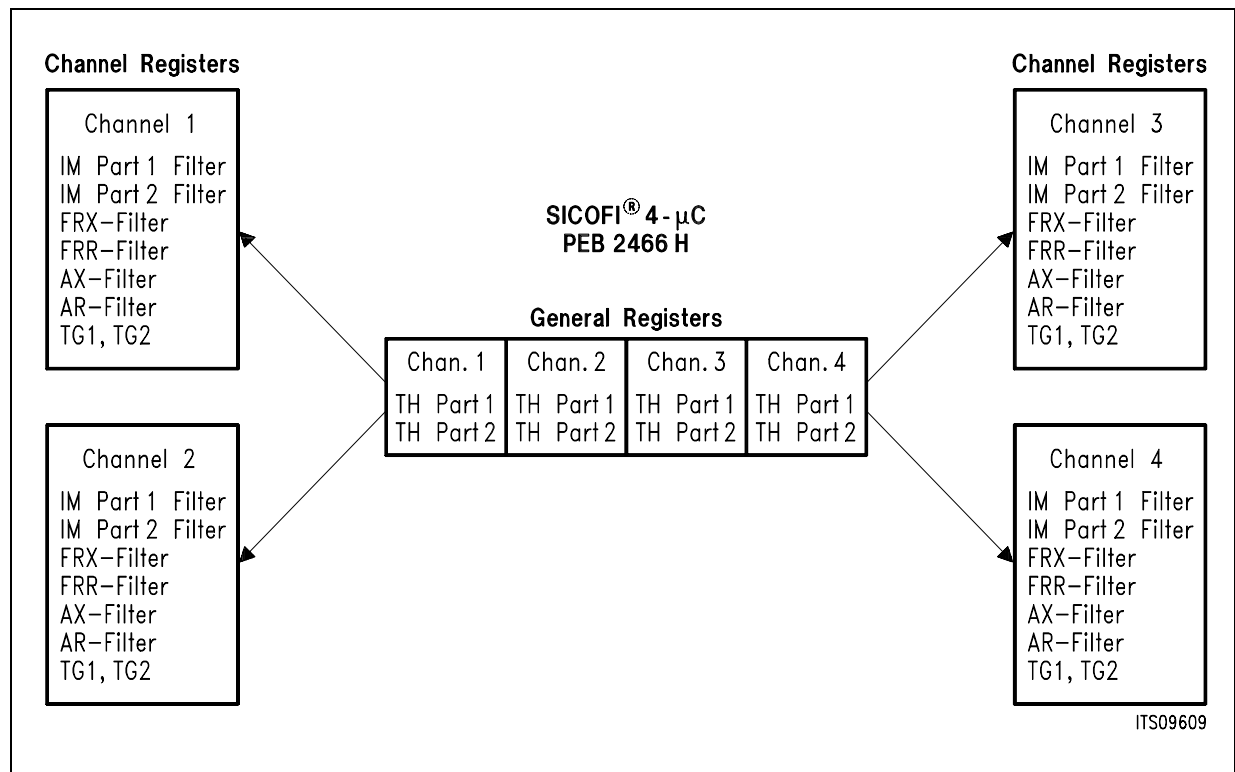 Channel Registers
Channel 1
IM Part 1 Filter
IM Part 2 Filter
FRX-Filter
FRR-Filter
AX-Filter
AR-Filter
TG1, TG2
Channel 2
IM Part 1 Filter
IM Part 2 Filter
FRX-Filter
FRR-Filter
AX-Filter
AR-Filter
TG1, TG2
SICOFI® 4-µC
PEB 2466 H
General Registers
Chan. 1
TH Part 1
TH Part 2
Chan. 2
TH Part 1
TH Part 2
Chan. 3
TH Part 1
TH Part 2
Chan. 4
TH Part 1
TH Part 2
Channel Registers
Channel 3
IM Part 1 Filter
IM Part 2 Filter
FRX-Filter
FRR-Filter
AX-Filter
AR-Filter
TG1, TG2
Channel 4
IM Part 1 Filter
IM Part 2 Filter
FRX-Filter
FRR-Filter
AX-Filter
AR-Filter
TG1, TG2
ITS09609